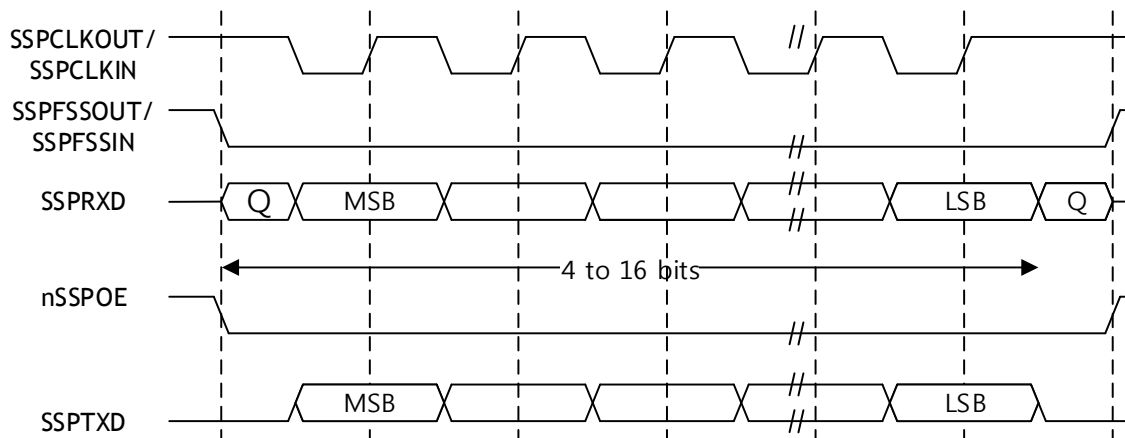 SSPCLKOUT/
SSPCLKIN
SSPFSSOUT/
SSPFSSIN
SSPRXD Q MSB LSB Q
4 to 16 bits
nSSPOE
SSPTXD MSB LSB